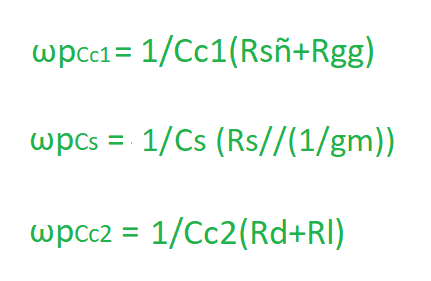 ωpCc1 = 1/Cc1(Rsñ+Rgg)
ωpCs = 1/Cs (Rs//(1/gm))
ωpCc2 = 1/Cc2(Rd+Rl)